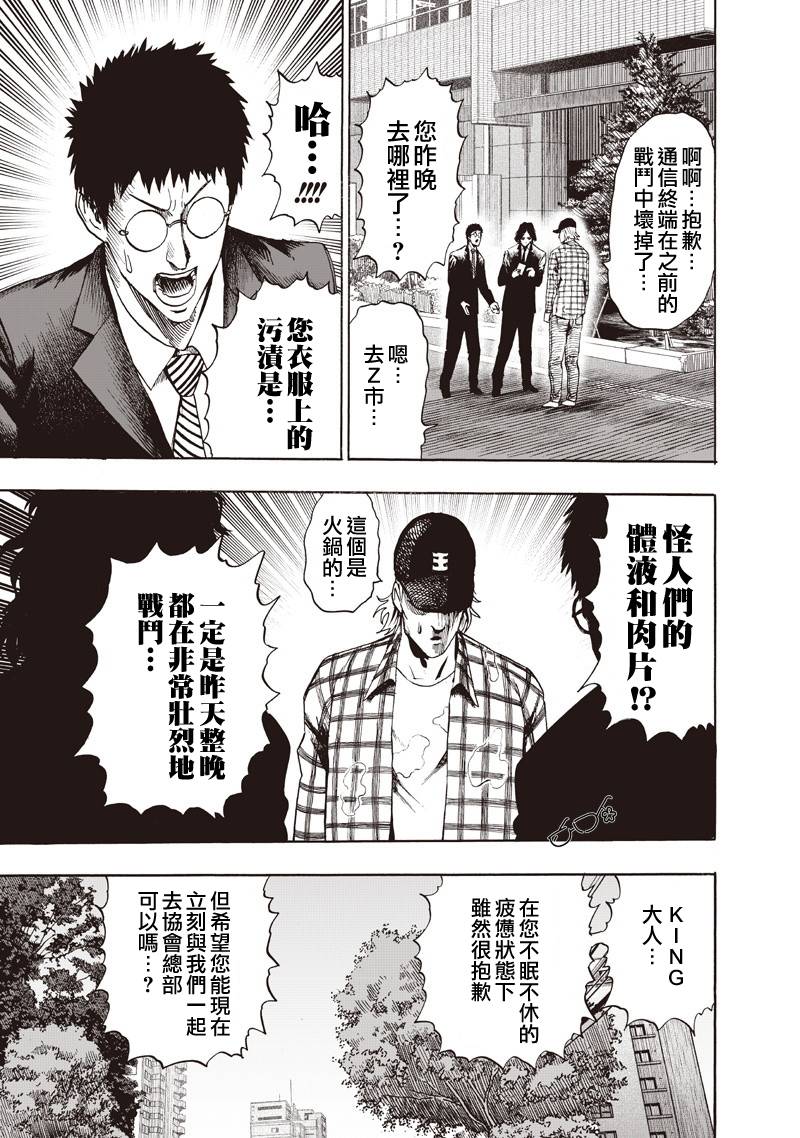 啊啊…抱歉…
通信終端在之前的
戰鬥中壞掉了…
您昨晚
去哪裡了…?
嗯…
去Z市…
哈…
!!!!
您衣服上的
污漬是…
怪人們的
體液和肉片!?
王
這個是
火鍋的…
一定是昨天整晚
都在非常壯烈地
戰鬥…
KING
大人…
在您不眠不休的
疲憊狀態下
雖然很抱歉
但希望您能現在
立刻與我們一起
去協會總部
可以嗎…?